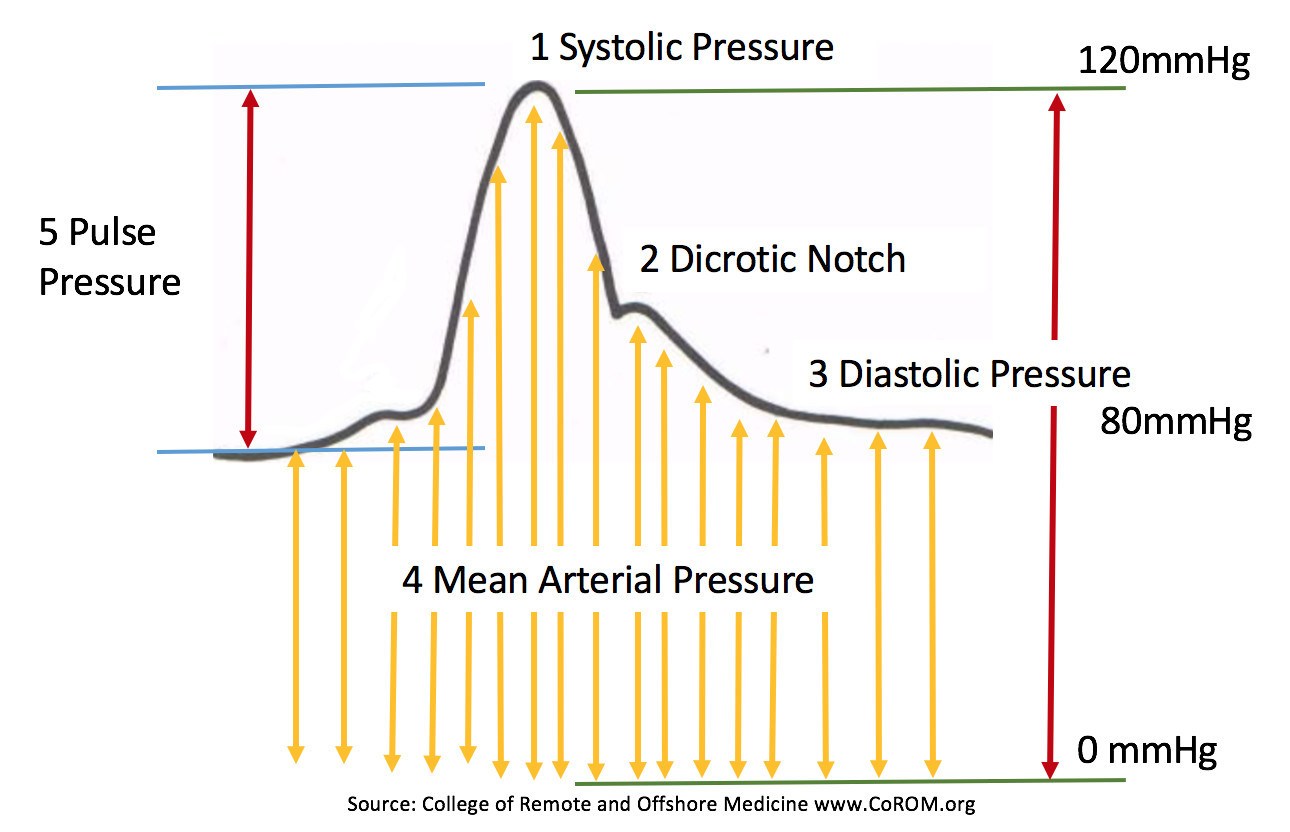 1 Systolic Pressure
120mmHg
5 Pulse
Pressure
2 Dicrotic Notch
3 Diastolic Pressure
80mmHg
4 Mean Arterial Pressure
0 mmHg
Source: College of Remote and Offshore Medicine www.CoROM.org